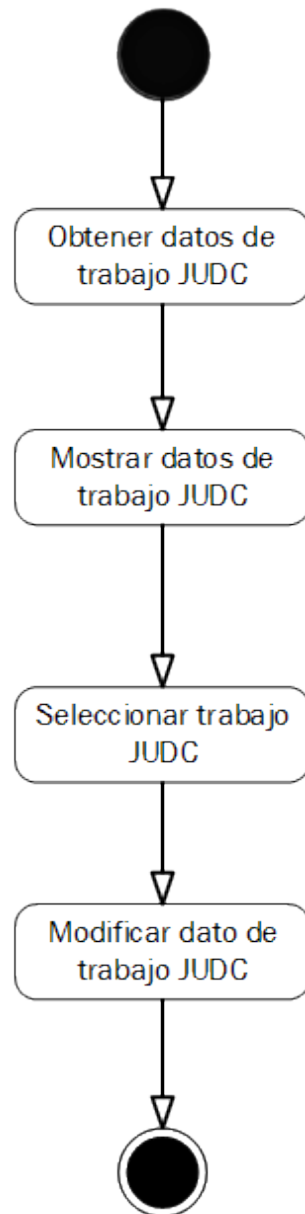 Obtener datos de
trabajo JUDC
Mostrar datos de
trabajo JUDC
Seleccionar trabajo
JUDC
Modificar dato de
trabajo JUDC